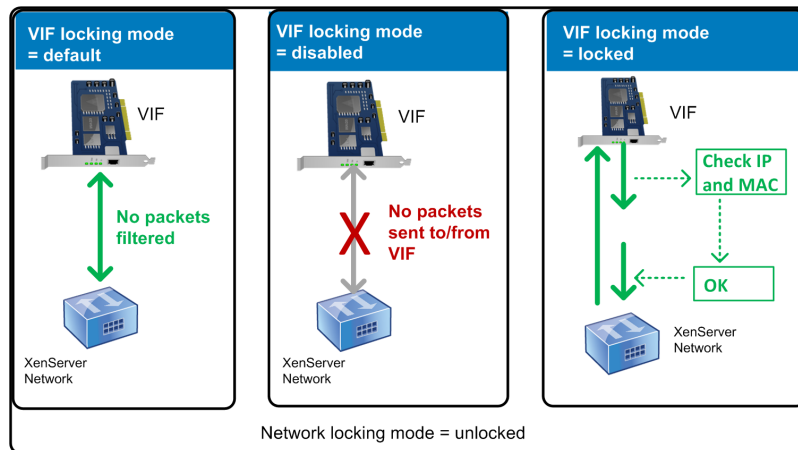 VIF locking mode
= default
VIF
No packets
filtered
XenServer
Network
VIF locking mode
= disabled
VIF
X
No packets
sent to/from
VIF
XenServer
Network
VIF locking mode
= locked
VIF
Check IP
and MAC
OK
XenServer
Network
Network locking mode = unlocked